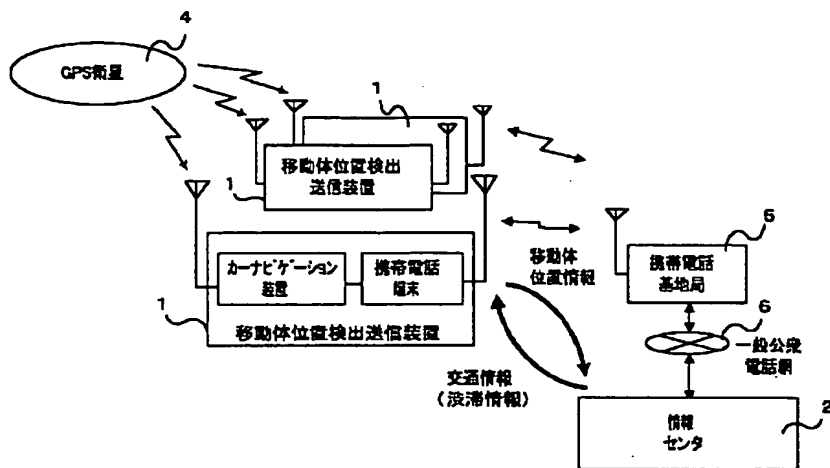 4
GPS衛星
1
移動体位置検出
送信装置
1
カーナビゲーション
装置
携帯電話
端末
移動体位置検出送信装置
1
移動体
位置情報
5
携帯電話
基地局
6
一般公衆
電話網
交通情報
(渋滞情報)
情報
センタ
2